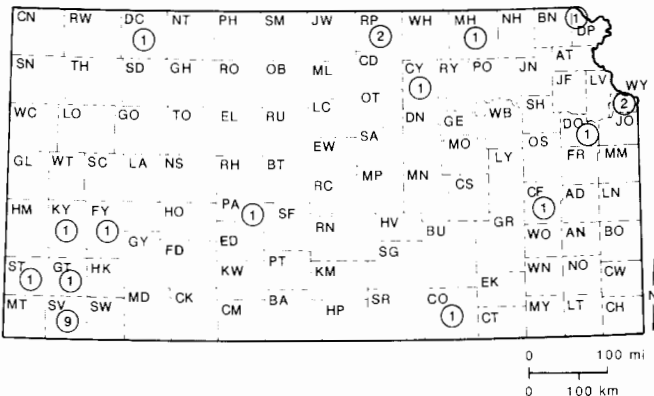 CN RW DC NT PH SM JW RP WH MH NH BN 1 DP
1 2 1
SN TH SD GH RO OB ML CD CY RY PO JN AT JF LV WY
1
WC LO GO TO EL RU LC OT DN GE WB SH 2 JO
DO 1
GL WT SC LA NS RH BT EW SA MO LY OS FR MM
RC MP MN CS CF AD LN
1
HM KY FY HO PA 1 SF RN HV BU GR WO AN BO
1 1 GY FD ED SG
ST GT HK KW PT KM EK WN NO CW N
1 1
MT SV SW MD CK CM BA HP SR CO CT MY LT CH
9 1
0 100 mi
0 100 km